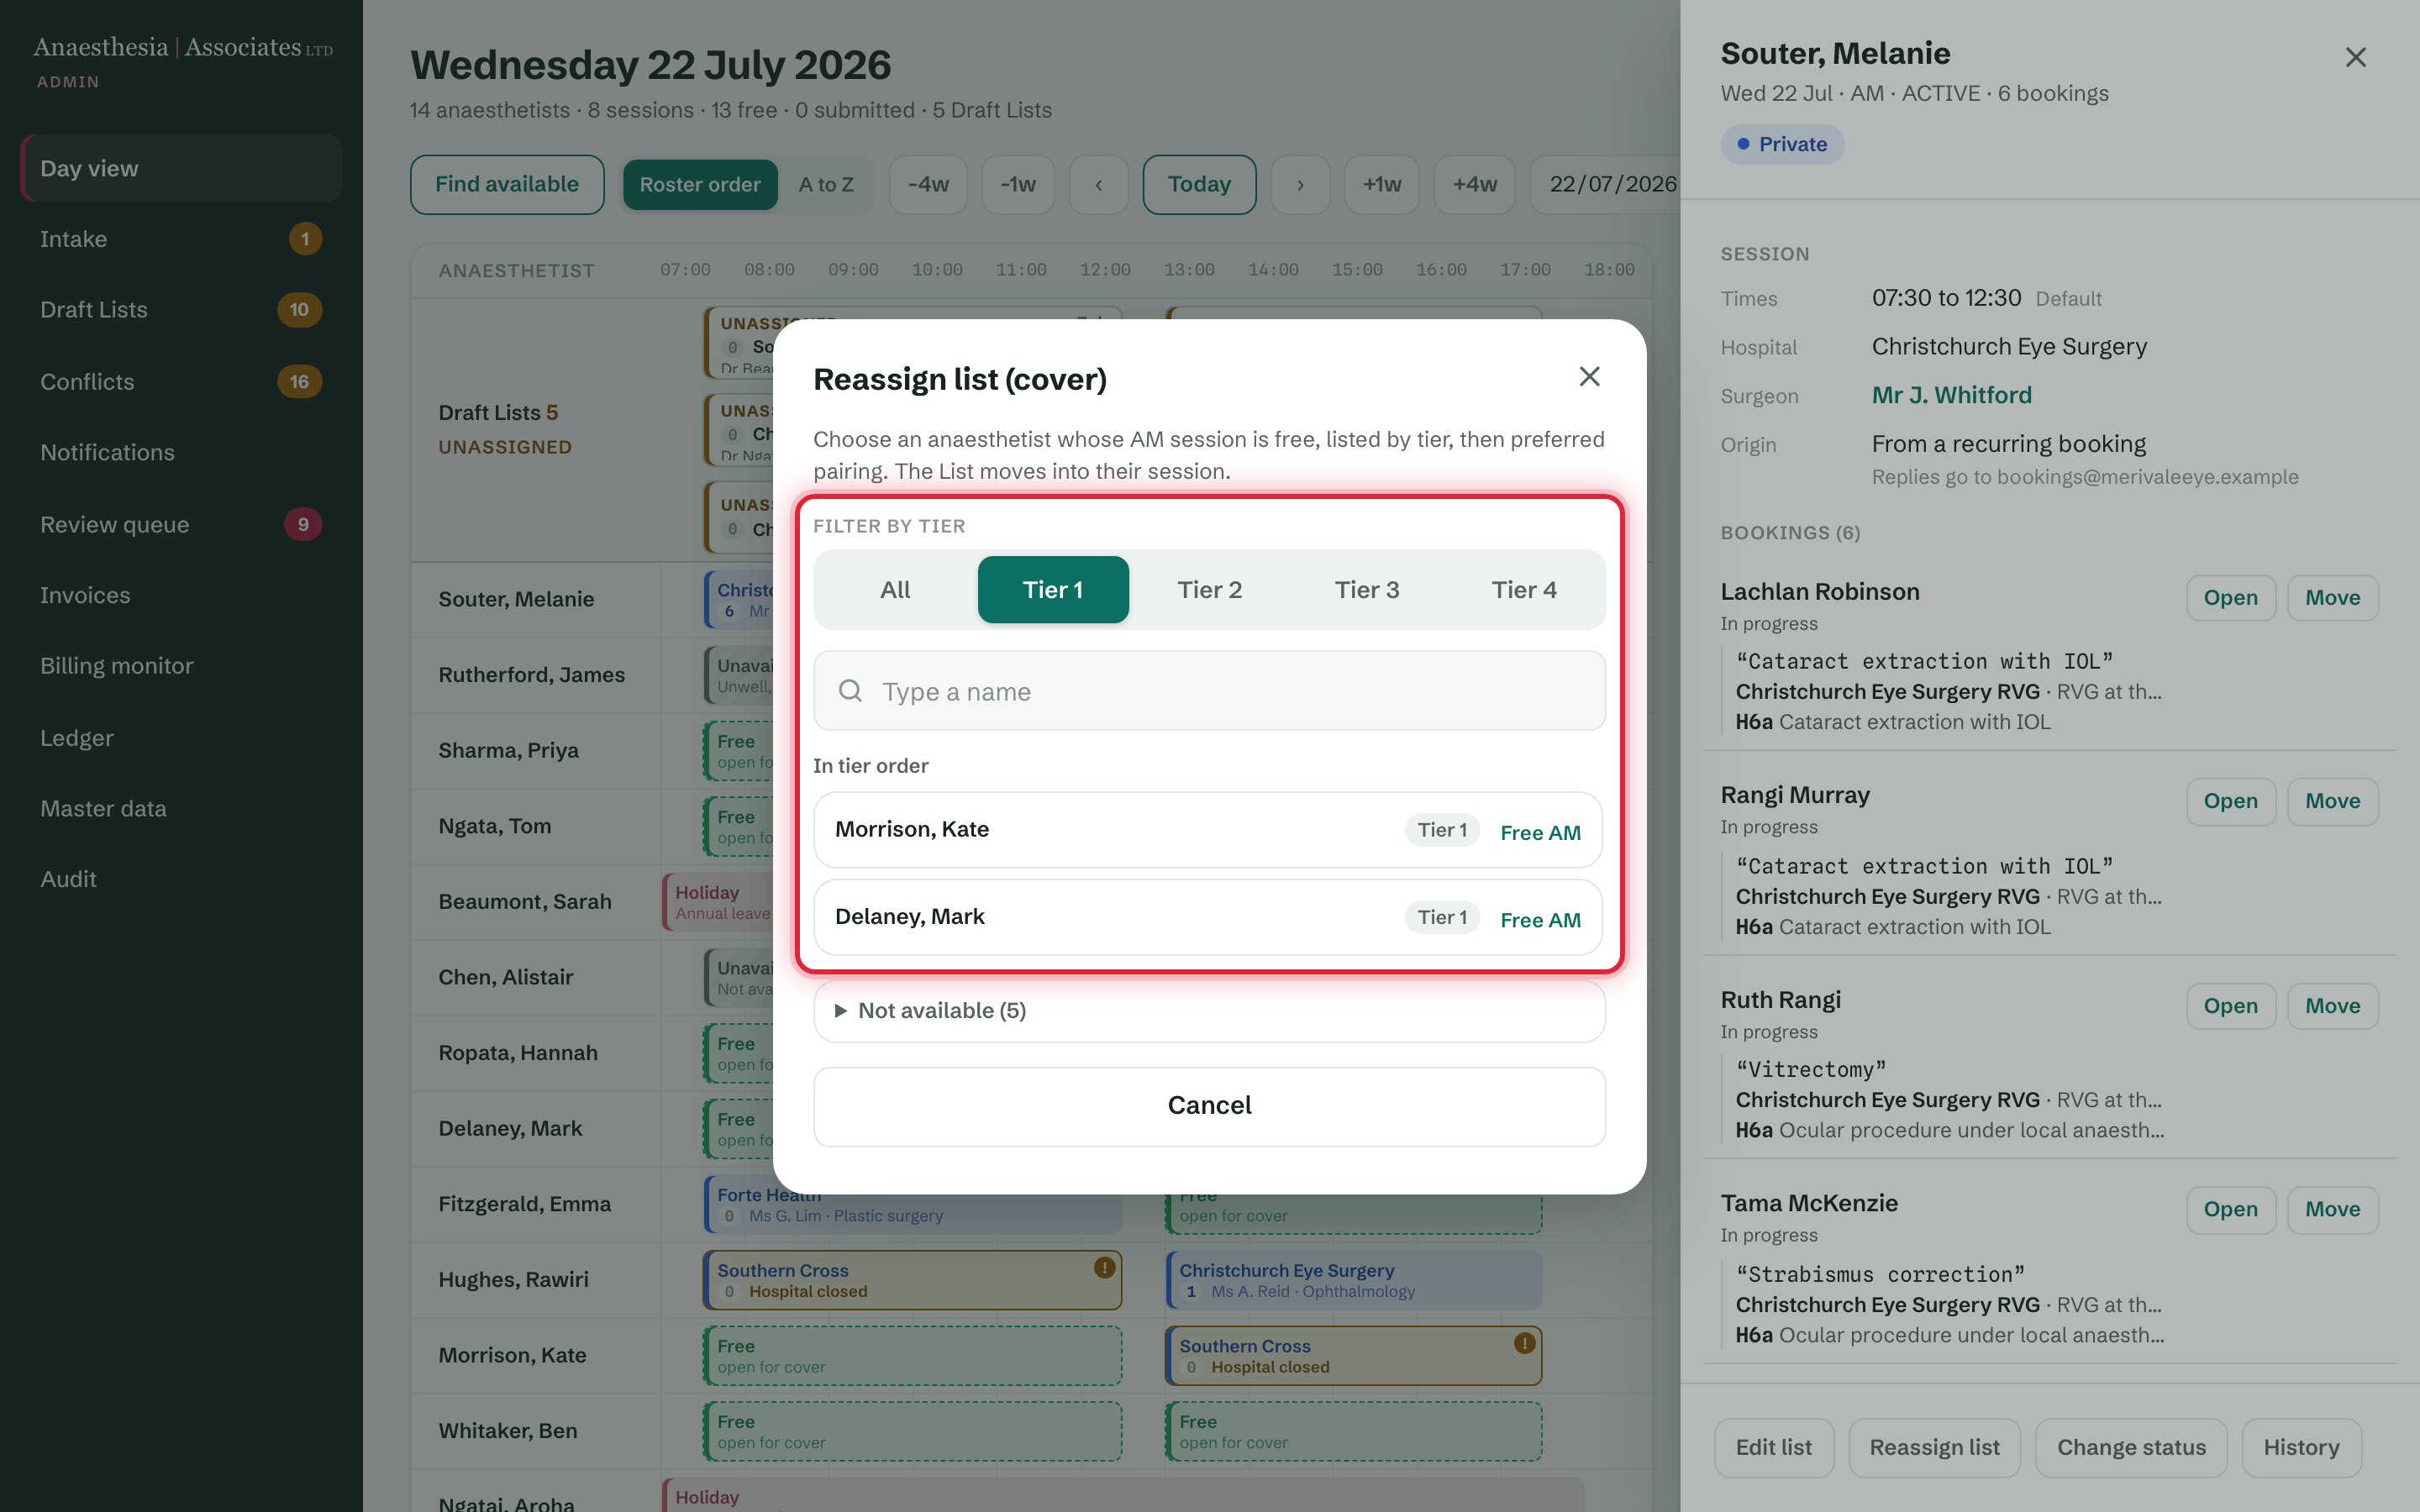 Anaesthesia | Associates LTD
ADMIN
Day view
Intake 1
Draft Lists 10
Conflicts 16
Notifications
Review queue 9
Invoices
Billing monitor
Ledger
Master data
Audit
Wednesday 22 July 2026
14 anaesthetists · 8 sessions · 13 free · 0 submitted · 5 Draft Lists
Find available
Roster order
A to Z
-4w
-1w
‹
Today
›
+1w
+4w
22/07/2026
ANAESTHETIST 07:00 08:00 09:00 10:00 11:00 12:00 13:00 14:00 15:00 16:00 17:00 18:00
Draft Lists 5
UNASSIGNED
0
0
0
Souter, Melanie
6 Mr
Rutherford, James
Unwell,
Sharma, Priya
Free
open
Ngata, Tom
Free
open
Beaumont, Sarah
Holiday
Annual leave
Chen, Alistair
Ropata, Hannah
Free
open
Delaney, Mark
Free
open
Fitzgerald, Emma
Forte Health
0 Ms G. Lim · Plastic surgery
Free
open for cover
Hughes, Rawiri
Southern Cross !
0 Hospital closed
Christchurch Eye Surgery
1 Ms A. Reid · Ophthalmology
Morrison, Kate
Free
open for cover
Southern Cross !
0 Hospital closed
Whitaker, Ben
Free
open for cover
Free
open for cover
Ngatai, Aroha
Holiday
Reassign list (cover)
Choose an anaesthetist whose AM session is free, listed by tier, then preferred
pairing. The List moves into their session.
FILTER BY TIER
All Tier 1 Tier 2 Tier 3 Tier 4
Type a name
In tier order
Morrison, Kate Tier 1 Free AM
Delaney, Mark Tier 1 Free AM
Not available (5)
Cancel
Souter, Melanie
Wed 22 Jul · AM · ACTIVE · 6 bookings
Private
SESSION
Times 07:30 to 12:30 Default
Hospital Christchurch Eye Surgery
Surgeon Mr J. Whitford
Origin From a recurring booking
Replies go to bookings@merivaleeye.example
BOOKINGS (6)
Lachlan Robinson Open Move
In progress
“Cataract extraction with IOL”
Christchurch Eye Surgery RVG · RVG at th...
H6a Cataract extraction with IOL
Rangi Murray Open Move
In progress
“Cataract extraction with IOL”
Christchurch Eye Surgery RVG · RVG at th...
H6a Cataract extraction with IOL
Ruth Rangi Open Move
In progress
“Vitrectomy”
Christchurch Eye Surgery RVG · RVG at th...
H6a Ocular procedure under local anaesth...
Tama McKenzie Open Move
In progress
“Strabismus correction”
Christchurch Eye Surgery RVG · RVG at th...
H6a Ocular procedure under local anaesth...
Edit list Reassign list Change status History